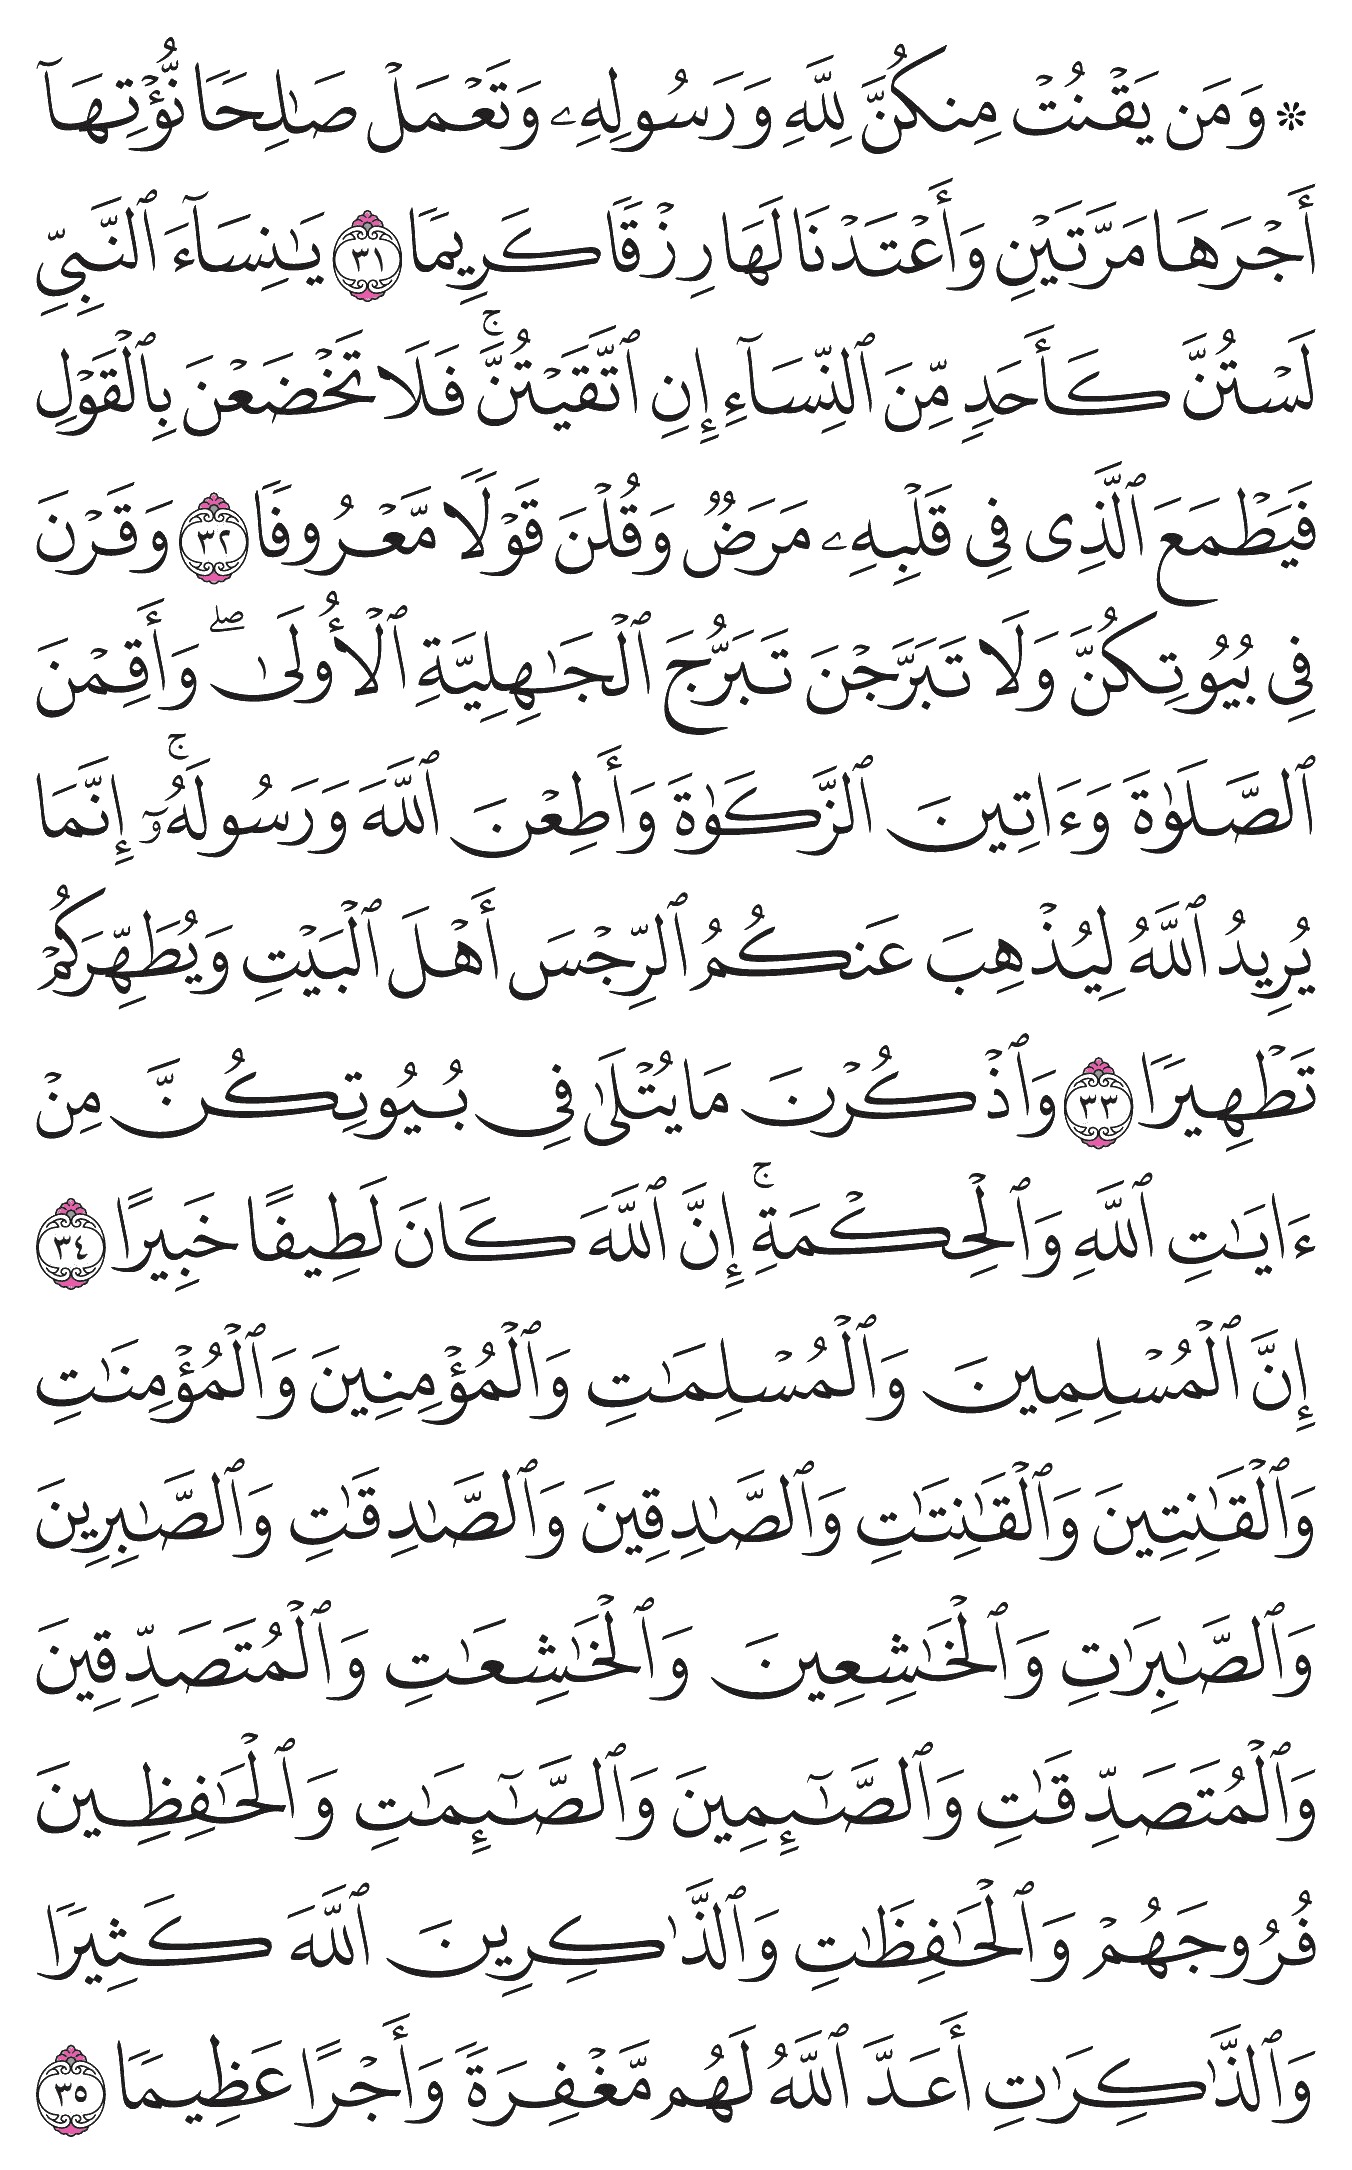 ۞ وَمَن يَقْنُتْ مِنكُنَّ لِلَّهِ وَرَسُولِهِۦ وَتَعْمَلْ صَٰلِحًا نُّؤْتِهَآ
أَجْرَهَا مَرَّتَيْنِ وَأَعْتَدْنَا لَهَا رِزْقًا كَرِيمًا ٣١ يَٰنِسَآءَ ٱلنَّبِيِّ
لَسْتُنَّ كَأَحَدٍ مِّنَ ٱلنِّسَآءِ إِنِ ٱتَّقَيْتُنَّۚ فَلَا تَخْضَعْنَ بِٱلْقَوْلِ
فَيَطْمَعَ ٱلَّذِى فِى قَلْبِهِۦ مَرَضٌ وَقُلْنَ قَوْلًا مَّعْرُوفًا ٣٢ وَقَرْنَ
فِى بُيُوتِكُنَّ وَلَا تَبَرَّجْنَ تَبَرُّجَ ٱلْجَٰهِلِيَّةِ ٱلْأُولَىٰۖ وَأَقِمْنَ
ٱلصَّلَوٰةَ وَءَاتِينَ ٱلزَّكَوٰةَ وَأَطِعْنَ ٱللَّهَ وَرَسُولَهُۥٓۚ إِنَّمَا
يُرِيدُ ٱللَّهُ لِيُذْهِبَ عَنكُمُ ٱلرِّجْسَ أَهْلَ ٱلْبَيْتِ وَيُطَهِّرَكُمْ
تَطْهِيرًا ٣٣ وَٱذْكُرْنَ مَا يُتْلَىٰ فِى بُيُوتِكُنَّ مِنْ
ءَايَٰتِ ٱللَّهِ وَٱلْحِكْمَةِۚ إِنَّ ٱللَّهَ كَانَ لَطِيفًا خَبِيرًا ٣٤
إِنَّ ٱلْمُسْلِمِينَ وَٱلْمُسْلِمَٰتِ وَٱلْمُؤْمِنِينَ وَٱلْمُؤْمِنَٰتِ
وَٱلْقَٰنِتِينَ وَٱلْقَٰنِتَٰتِ وَٱلصَّٰدِقِينَ وَٱلصَّٰدِقَٰتِ وَٱلصَّٰبِرِينَ
وَٱلصَّٰبِرَٰتِ وَٱلْخَٰشِعِينَ وَٱلْخَٰشِعَٰتِ وَٱلْمُتَصَدِّقِينَ
وَٱلْمُتَصَدِّقَٰتِ وَٱلصَّٰٓئِمِينَ وَٱلصَّٰٓئِمَٰتِ وَٱلْحَٰفِظِينَ
فُرُوجَهُمْ وَٱلْحَٰفِظَٰتِ وَٱلذَّٰكِرِينَ ٱللَّهَ كَثِيرًا
وَٱلذَّٰكِرَٰتِ أَعَدَّ ٱللَّهُ لَهُم مَّغْفِرَةً وَأَجْرًا عَظِيمًا ٣٥